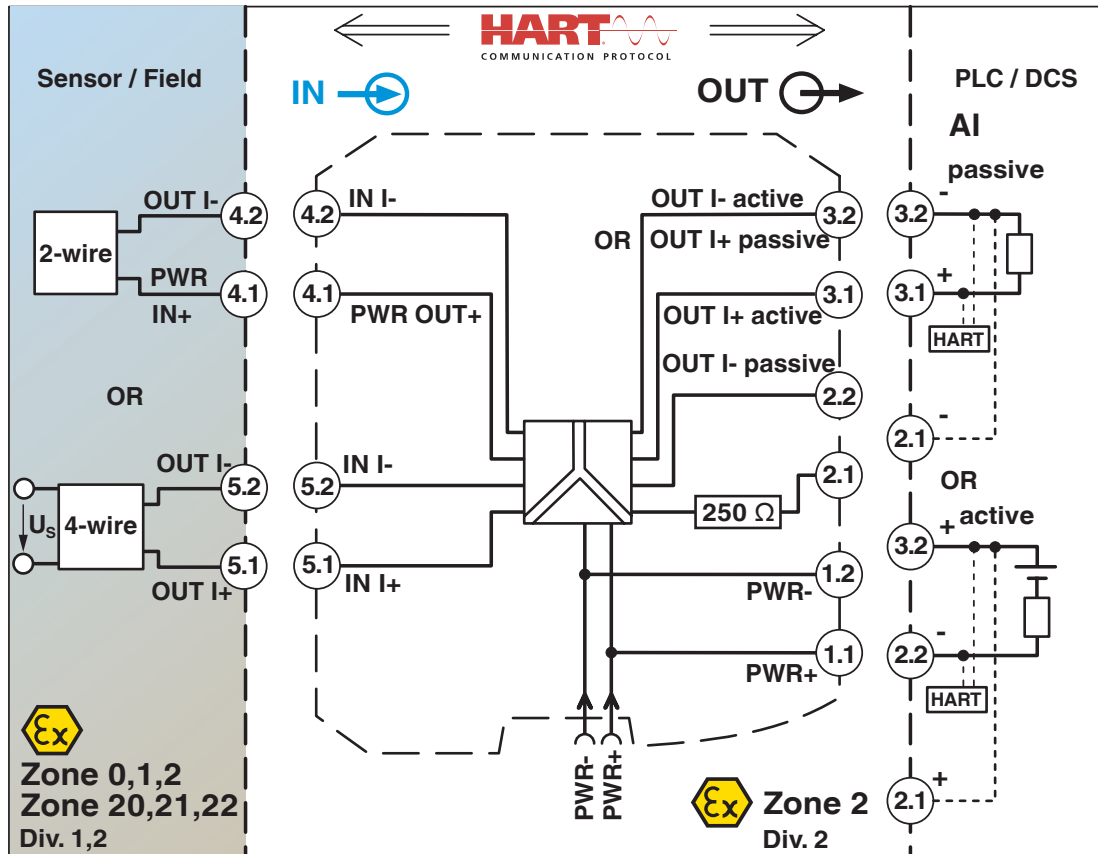 HART
COMMUNICATION PROTOCOL
Sensor / Field
IN
OUT
PLC / DCS
AI
passive
OUT I-
4.2
2-wire
PWR
IN+
4.1
OR
OUT I-
5.2
U_S
4-wire
5.1
OUT I+
4.2
IN I-
4.1
PWR OUT+
5.2
IN I-
5.1
IN I+
OUT I- active
OR
OUT I+ passive
3.2
3.1
OUT I+ active
OUT I- passive
2.2
2.1
250 Ω
1.2
PWR-
1.1
PWR+
PWR-
PWR+
-
3.2
+
3.1
HART
-
2.1
OR
active
+
3.2
-
2.2
HART
+
2.1
Ex
Zone 0,1,2
Zone 20,21,22
Div. 1,2
Ex
Zone 2
Div. 2